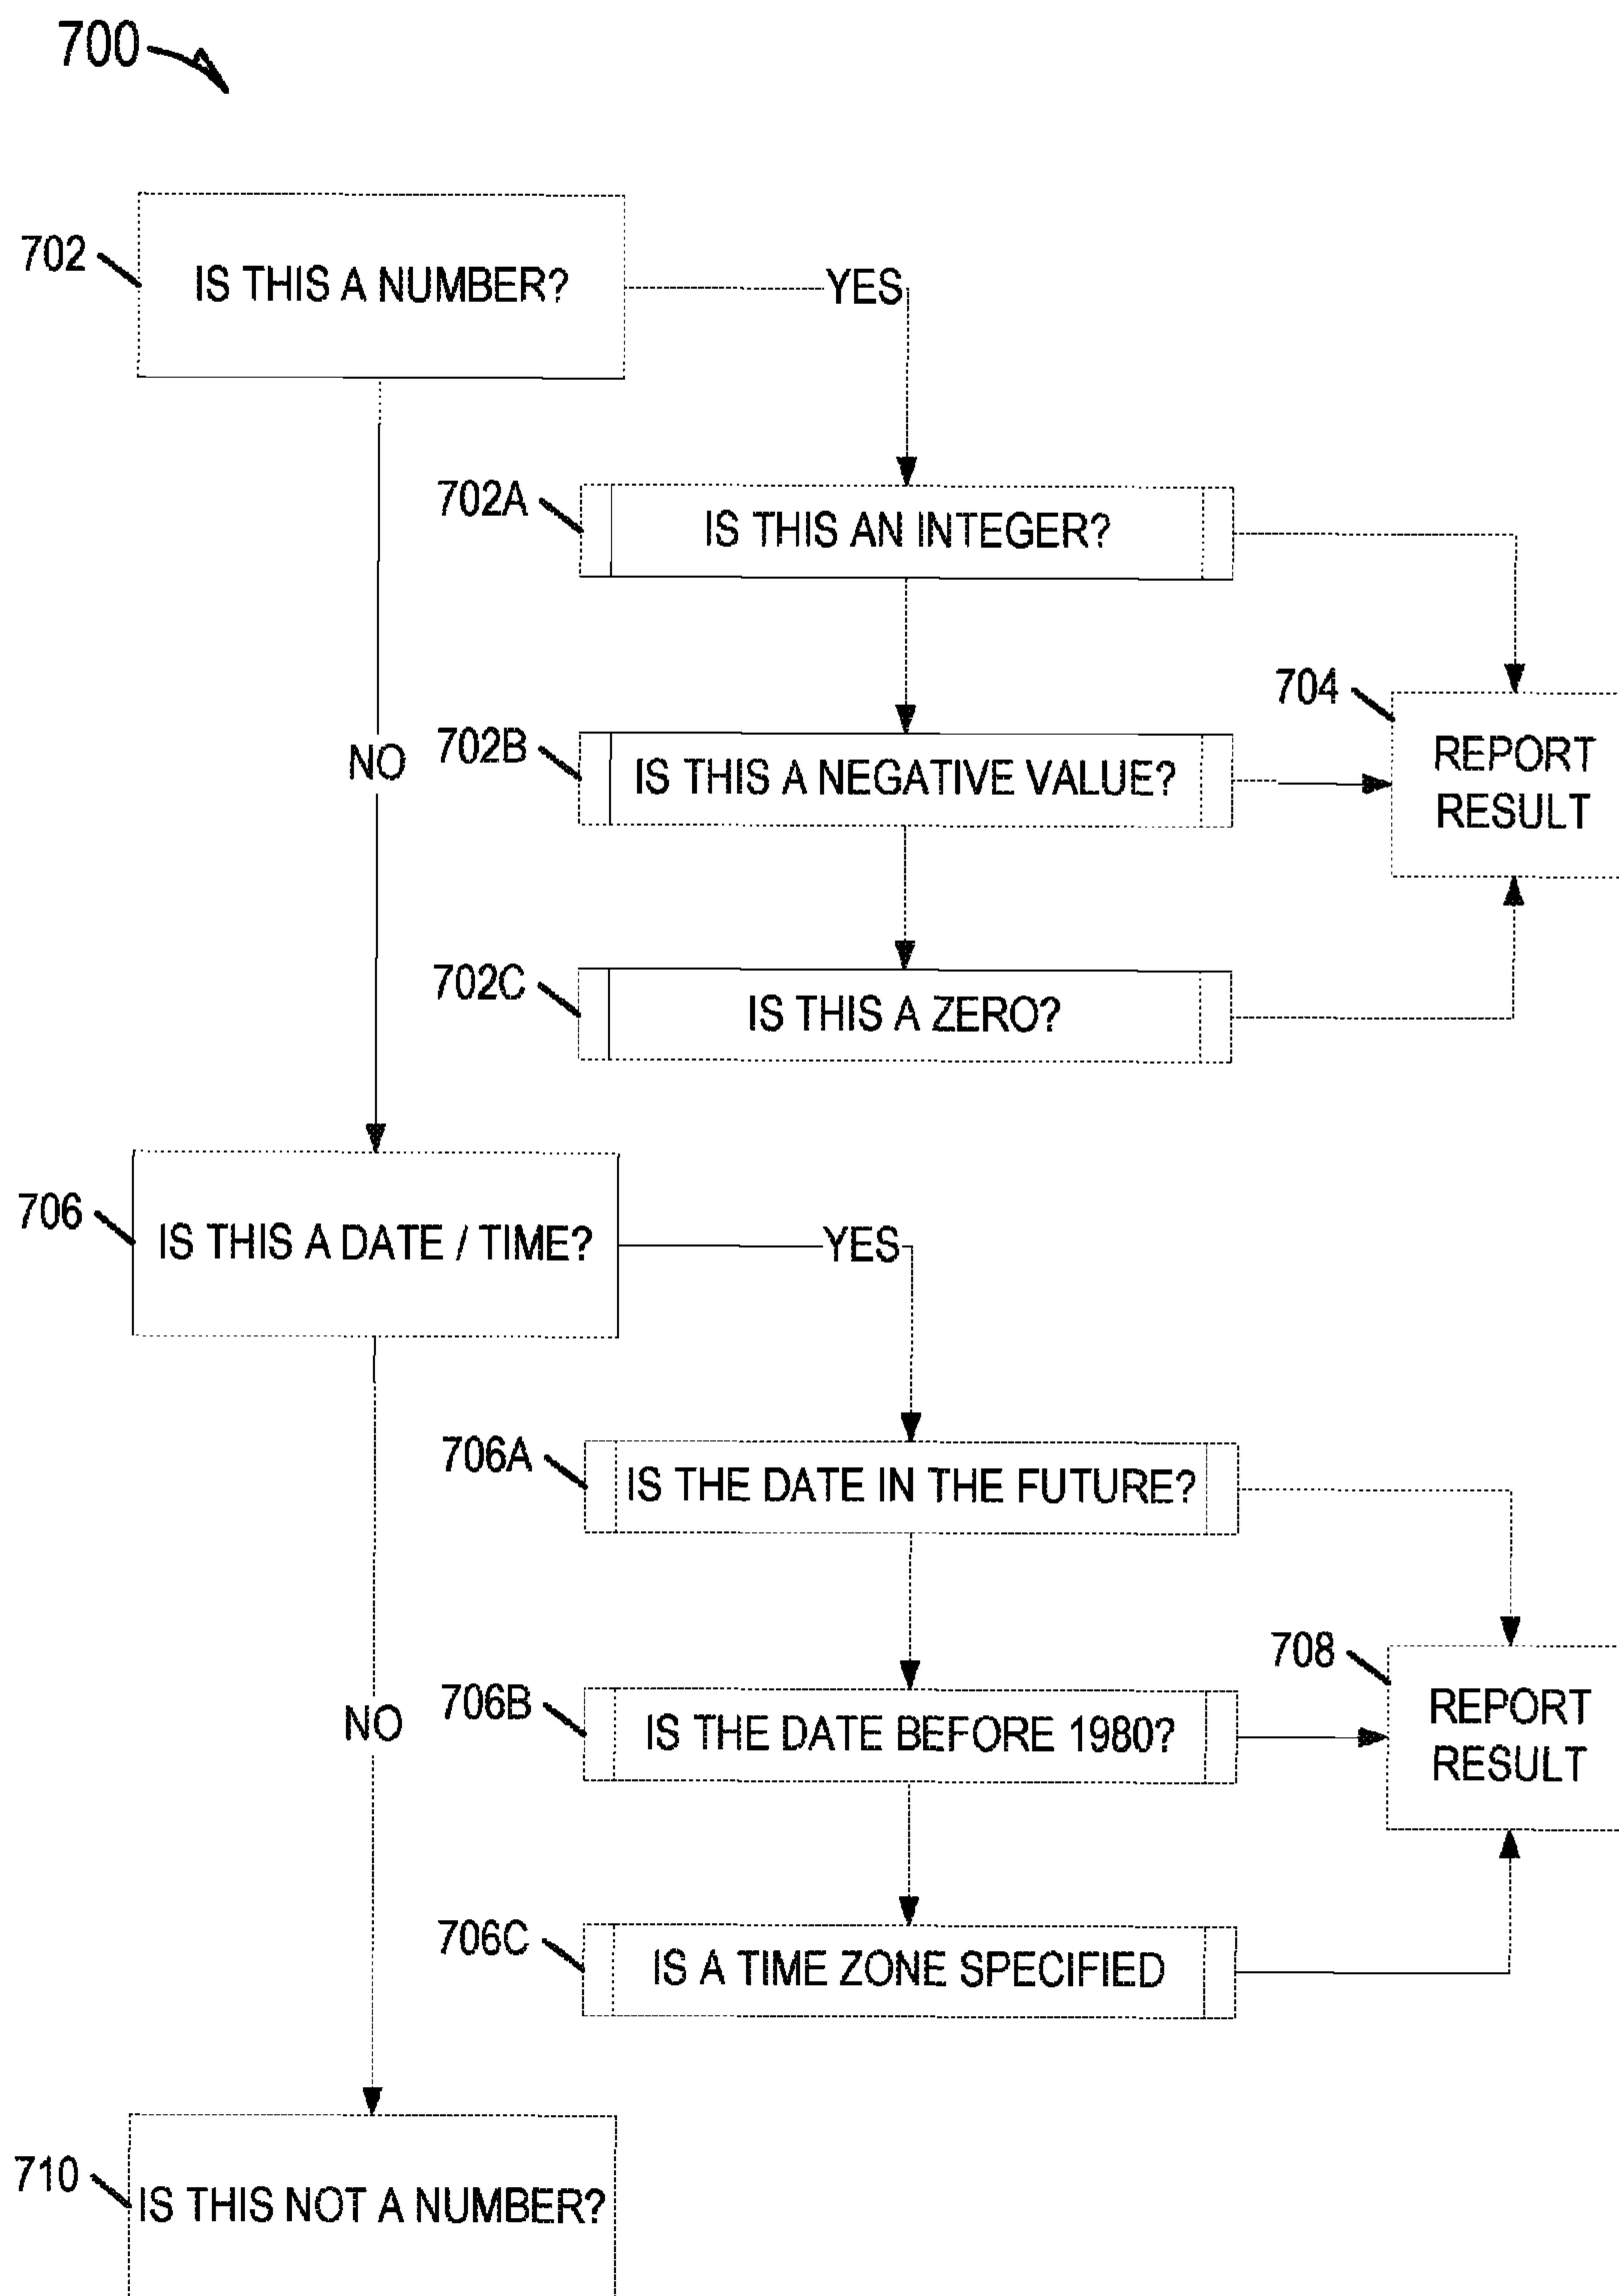 700
702
IS THIS A NUMBER?
YES
702A
IS THIS AN INTEGER?
704
REPORT
RESULT
NO
702B
IS THIS A NEGATIVE VALUE?
702C
IS THIS A ZERO?
706
IS THIS A DATE / TIME?
YES
706A
IS THE DATE IN THE FUTURE?
708
REPORT
RESULT
NO
706B
IS THE DATE BEFORE 1980?
706C
IS A TIME ZONE SPECIFIED
710
IS THIS NOT A NUMBER?